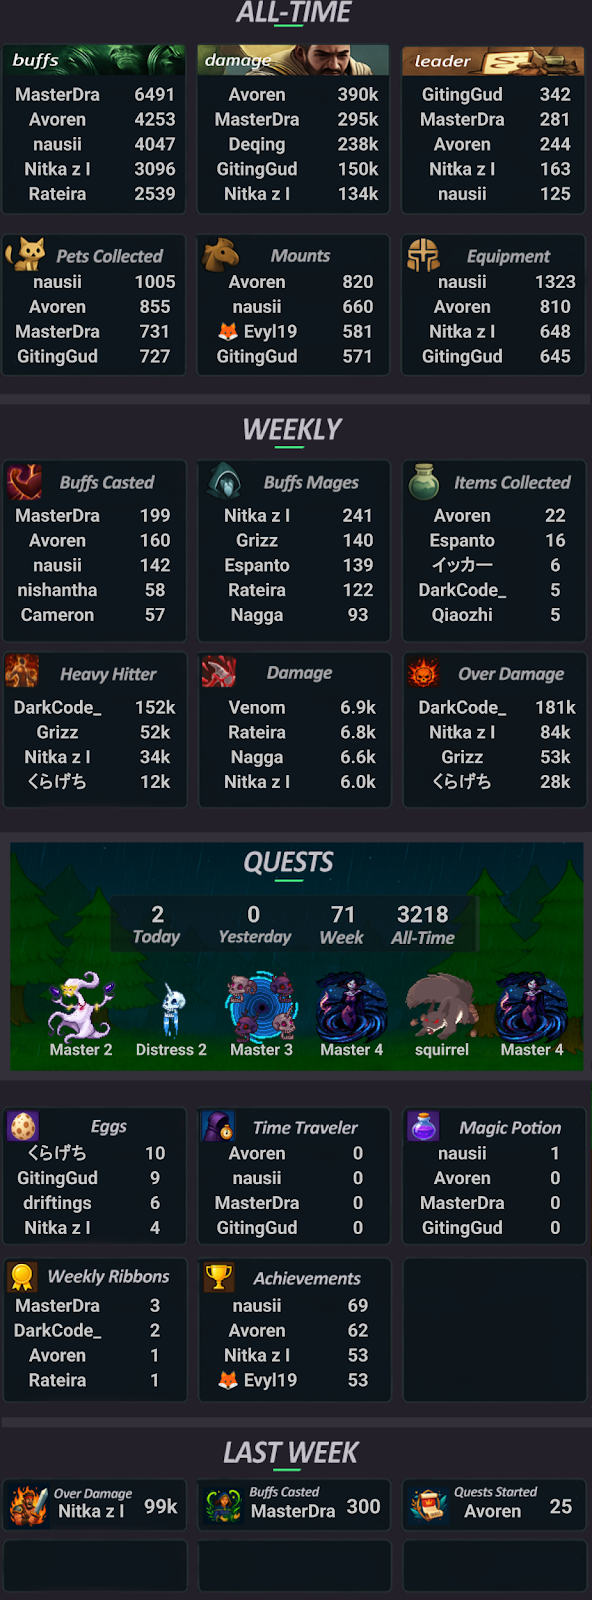 ALL-TIME
buffs
MasterDra 6491
Avoren 4253
nausii 4047
Nitka z I 3096
Rateira 2539
damage
Avoren 390k
MasterDra 295k
Deqing 238k
GitingGud 150k
Nitka z I 134k
leader
GitingGud 342
MasterDra 281
Avoren 244
Nitka z I 163
nausii 125
Pets Collected
nausii 1005
Avoren 855
MasterDra 731
GitingGud 727
Mounts
Avoren 820
nausii 660
🦊 Evyl19 581
GitingGud 571
Equipment
nausii 1323
Avoren 810
Nitka z I 648
GitingGud 645
WEEKLY
Buffs Casted
MasterDra 199
Avoren 160
nausii 142
nishantha 58
Cameron 57
Buffs Mages
Nitka z I 241
Grizz 140
Espanto 139
Rateira 122
Nagga 93
Items Collected
Avoren 22
Espanto 16
イッカー 6
DarkCode_ 5
Qiaozhi 5
Heavy Hitter
DarkCode_ 152k
Grizz 52k
Nitka z I 34k
くらげち 12k
Damage
Venom 6.9k
Rateira 6.8k
Nagga 6.6k
Nitka z I 6.0k
Over Damage
DarkCode_ 181k
Nitka z I 84k
Grizz 53k
くらげち 28k
QUESTS
2 0 71 3218
Today Yesterday Week All-Time
Master 2 Distress 2 Master 3 Master 4 squirrel Master 4
Eggs
くらげち 10
GitingGud 9
driftings 6
Nitka z I 4
Time Traveler
Avoren 0
nausii 0
MasterDra 0
GitingGud 0
Magic Potion
nausii 1
Avoren 0
MasterDra 0
GitingGud 0
Weekly Ribbons
MasterDra 3
DarkCode_ 2
Avoren 1
Rateira 1
Achievements
nausii 69
Avoren 62
Nitka z I 53
🦊 Evyl19 53
LAST WEEK
Over Damage
Nitka z I 99k
Buffs Casted
MasterDra 300
Quests Started
Avoren 25